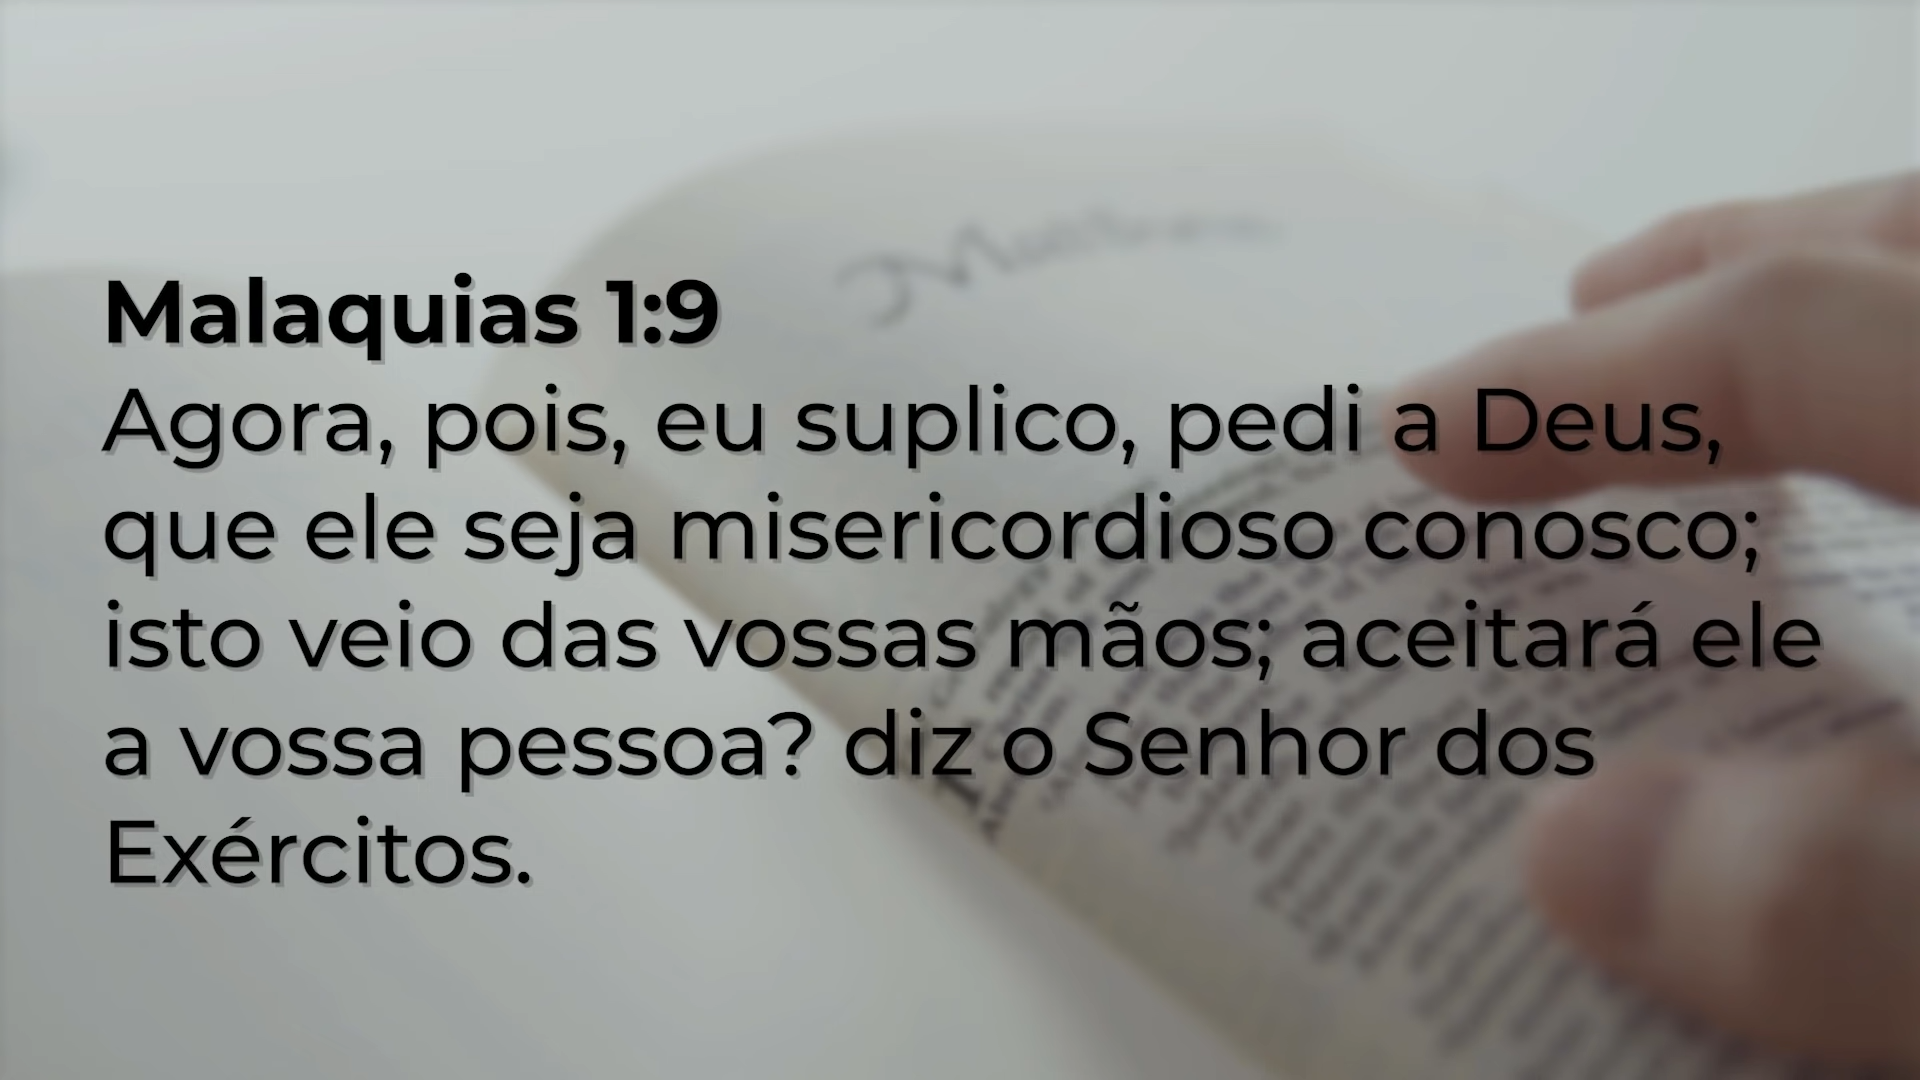 Malaquias 1:9
Agora, pois, eu suplico, pedi a Deus,
que ele seja misericordioso conosco;
isto veio das vossas mãos; aceitará ele
a vossa pessoa? diz o Senhor dos
Exércitos.